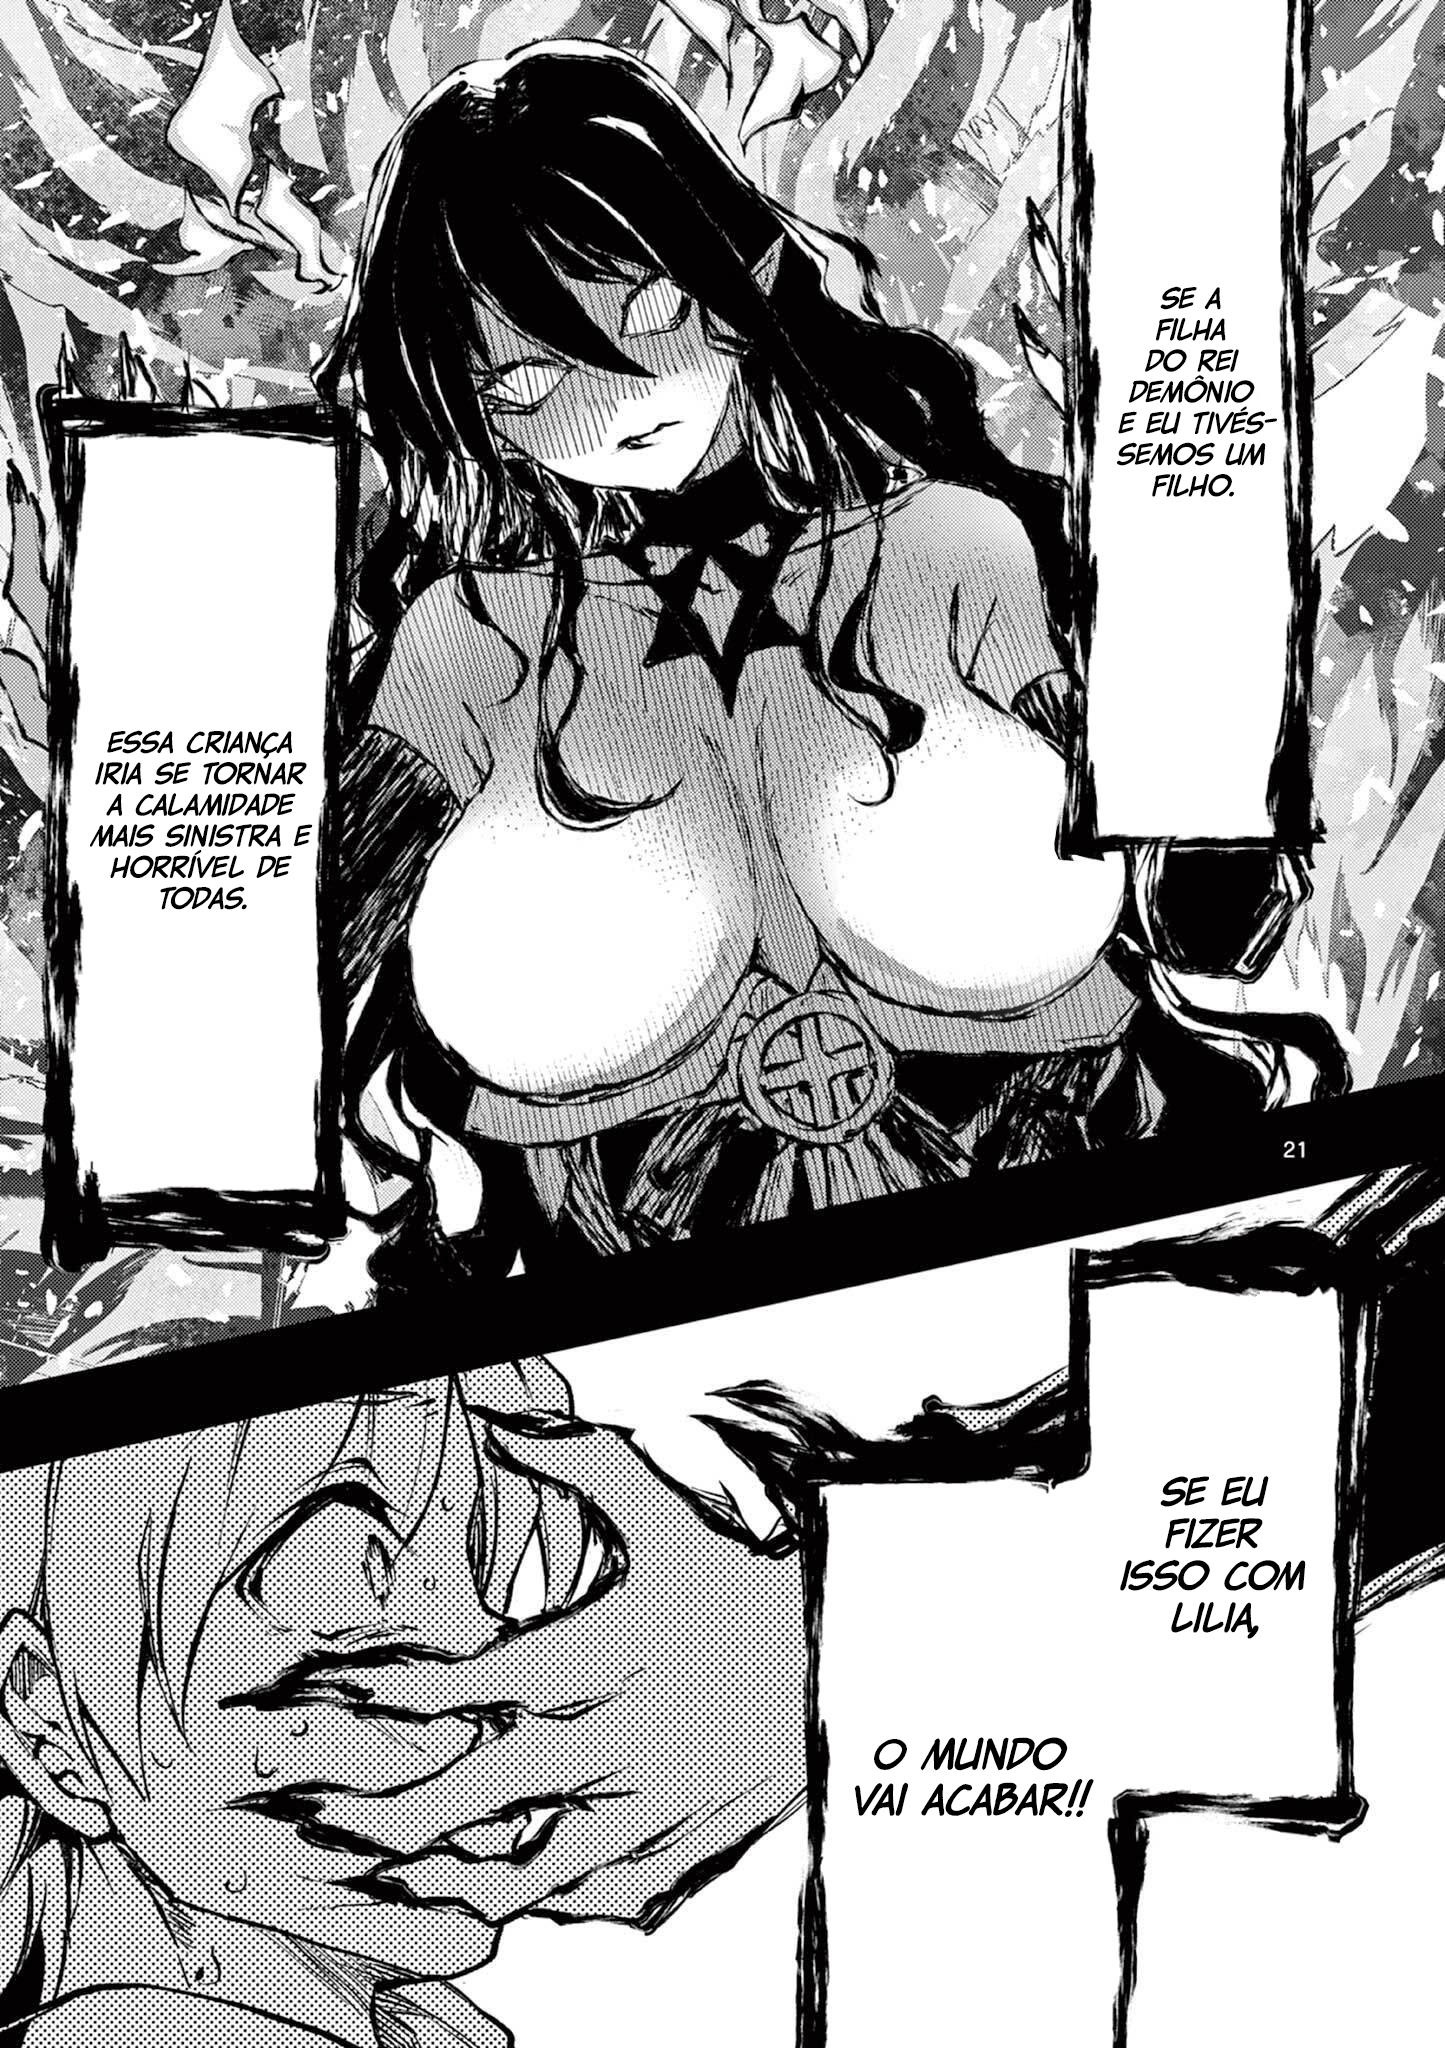 SE A
FILHA
DO REI
DEMÔNIO
E EU TIVÉS-
SEMOS UM
FILHO.
ESSA CRIANÇA
IRIA SE TORNAR
A CALAMIDADE
MAIS SINISTRA E
HORRÍVEL DE
TODAS.
21
SE EU
FIZER
ISSO COM
LILIA,
O MUNDO
VAI ACABAR!!